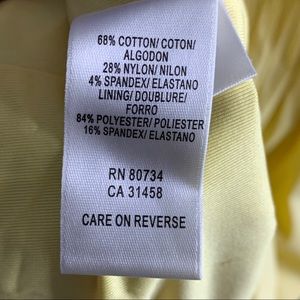 68% COTTON/ COTON/
ALGODON
28% NYLON/ NILON
4% SPANDEX/ ELASTANO
LINING/ DOUBLURE/
FORRO
84% POLYESTER/ POLIESTER
16% SPANDEX/ ELASTANO
RN 80734
CA 31458
CARE ON REVERSE